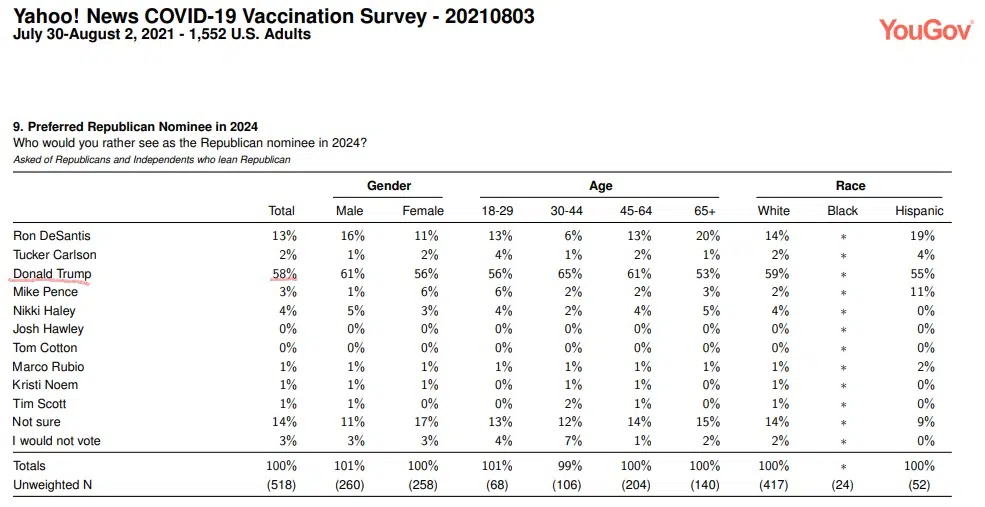 Yahoo! News COVID-19 Vaccination Survey - 20210803
July 30-August 2, 2021 - 1,552 U.S. Adults
YouGov
9. Preferred Republican Nominee in 2024
Who would you rather see as the Republican nominee in 2024?
Asked of Republicans and Independents who lean Republican
Gender Age Race
Total Male Female 18-29 30-44 45-64 65+ White Black Hispanic
Ron DeSantis 13% 16% 11% 13% 6% 13% 20% 14% * 19%
Tucker Carlson 2% 1% 2% 4% 1% 2% 1% 2% * 4%
Donald Trump 58% 61% 56% 56% 65% 61% 53% 59% * 55%
Mike Pence 3% 1% 6% 6% 2% 2% 3% 2% * 11%
Nikki Haley 4% 5% 3% 4% 2% 4% 5% 4% * 0%
Josh Hawley 0% 0% 0% 0% 0% 0% 0% 0% * 0%
Tom Cotton 0% 0% 0% 0% 0% 0% 0% 0% * 0%
Marco Rubio 1% 1% 1% 1% 1% 1% 1% 1% * 2%
Kristi Noem 1% 1% 1% 0% 1% 1% 0% 1% * 0%
Tim Scott 1% 1% 0% 0% 2% 1% 0% 1% * 0%
Not sure 14% 11% 17% 13% 12% 14% 15% 14% * 9%
I would not vote 3% 3% 3% 4% 7% 1% 2% 2% * 0%
Totals 100% 101% 100% 101% 99% 100% 100% 100% * 100%
Unweighted N (518) (260) (258) (68) (106) (204) (140) (417) (24) (52)